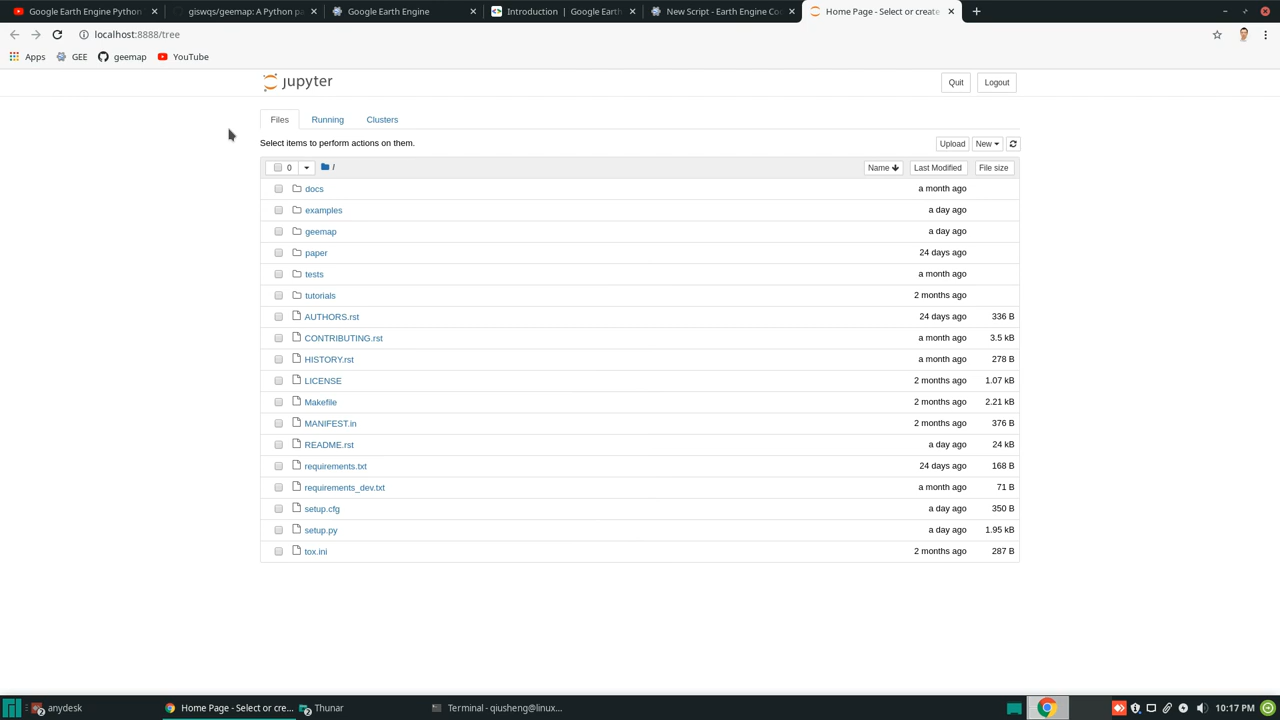 Google Earth Engine Python
giswqs/geemap: A Python pa
Google Earth Engine
Introduction | Google Earth
New Script - Earth Engine Co
Home Page - Select or create
localhost:8888/tree
Apps
GEE
geemap
YouTube
jupyter
Quit
Logout
Files
Running
Clusters
Select items to perform actions on them.
Upload
New
0
/
Name
Last Modified
File size
docs
a month ago
examples
a day ago
geemap
a day ago
paper
24 days ago
tests
a month ago
tutorials
2 months ago
AUTHORS.rst
24 days ago
336 B
CONTRIBUTING.rst
a month ago
3.5 kB
HISTORY.rst
a month ago
278 B
LICENSE
2 months ago
1.07 kB
Makefile
2 months ago
2.21 kB
MANIFEST.in
2 months ago
376 B
README.rst
a day ago
24 kB
requirements.txt
24 days ago
168 B
requirements_dev.txt
a month ago
71 B
setup.cfg
a day ago
350 B
setup.py
a day ago
1.95 kB
tox.ini
2 months ago
287 B
2
anydesk
Home Page - Select or cre...
2
Thunar
Terminal - qiusheng@linux...
10:17 PM